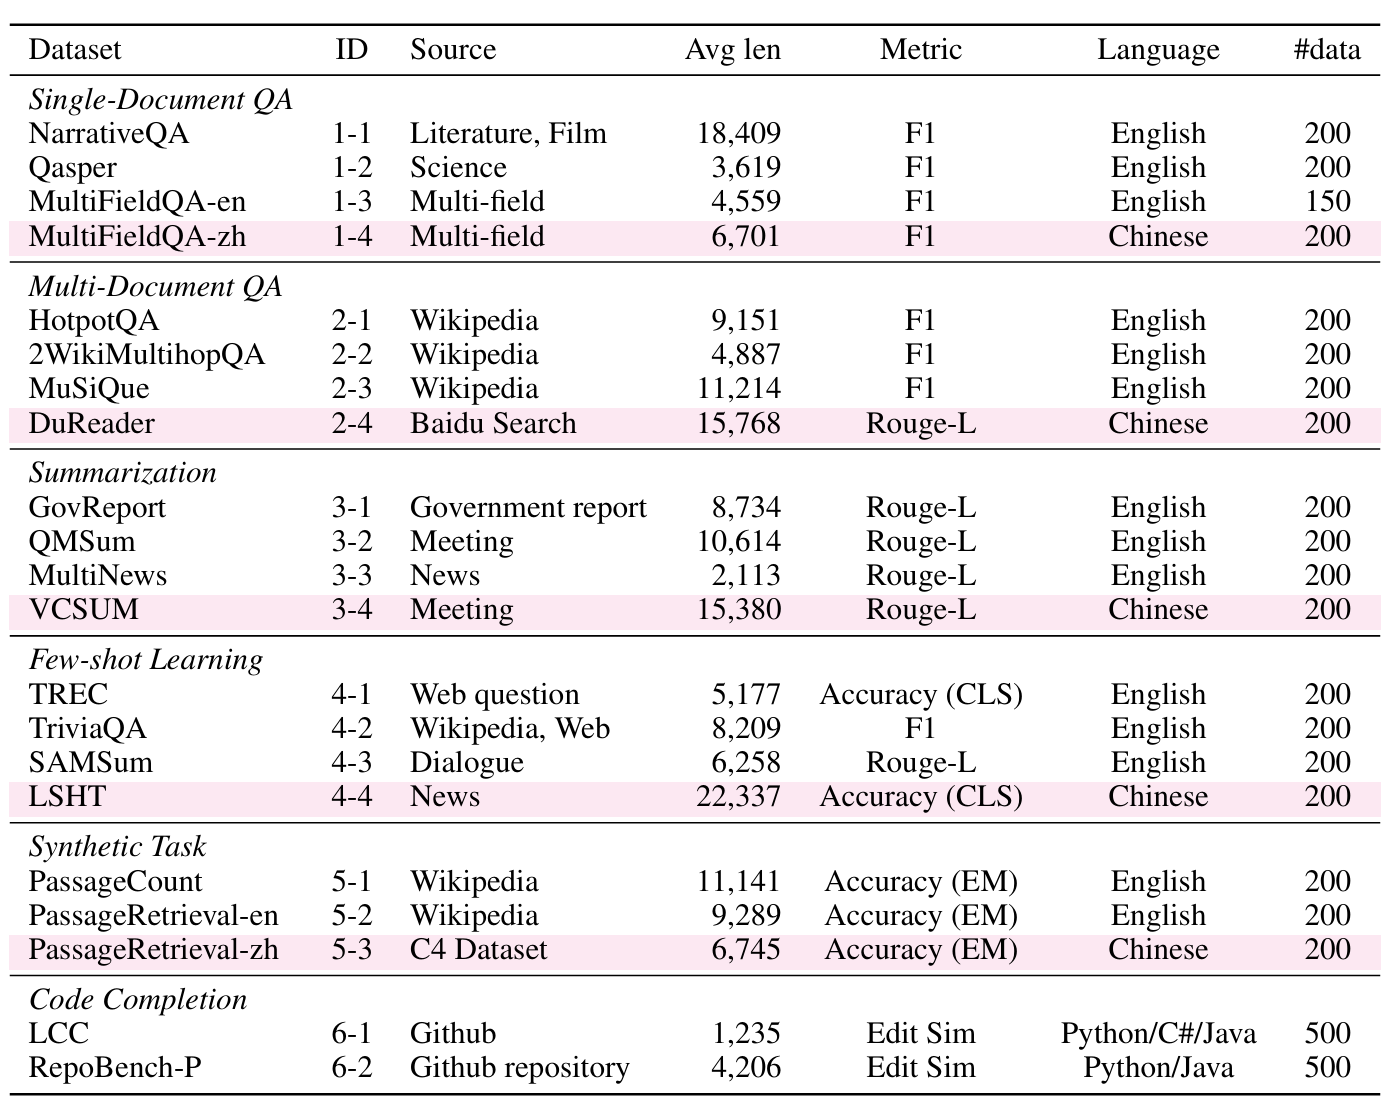 Dataset ID Source Avg len Metric Language #data
Single-Document QA
NarrativeQA 1-1 Literature, Film 18,409 F1 English 200
Qasper 1-2 Science 3,619 F1 English 200
MultiFieldQA-en 1-3 Multi-field 4,559 F1 English 150
MultiFieldQA-zh 1-4 Multi-field 6,701 F1 Chinese 200
Multi-Document QA
HotpotQA 2-1 Wikipedia 9,151 F1 English 200
2WikiMultihopQA 2-2 Wikipedia 4,887 F1 English 200
MuSiQue 2-3 Wikipedia 11,214 F1 English 200
DuReader 2-4 Baidu Search 15,768 Rouge-L Chinese 200
Summarization
GovReport 3-1 Government report 8,734 Rouge-L English 200
QMSum 3-2 Meeting 10,614 Rouge-L English 200
MultiNews 3-3 News 2,113 Rouge-L English 200
VCSUM 3-4 Meeting 15,380 Rouge-L Chinese 200
Few-shot Learning
TREC 4-1 Web question 5,177 Accuracy (CLS) English 200
TriviaQA 4-2 Wikipedia, Web 8,209 F1 English 200
SAMSum 4-3 Dialogue 6,258 Rouge-L English 200
LSHT 4-4 News 22,337 Accuracy (CLS) Chinese 200
Synthetic Task
PassageCount 5-1 Wikipedia 11,141 Accuracy (EM) English 200
PassageRetrieval-en 5-2 Wikipedia 9,289 Accuracy (EM) English 200
PassageRetrieval-zh 5-3 C4 Dataset 6,745 Accuracy (EM) Chinese 200
Code Completion
LCC 6-1 Github 1,235 Edit Sim Python/C#/Java 500
RepoBench-P 6-2 Github repository 4,206 Edit Sim Python/Java 500